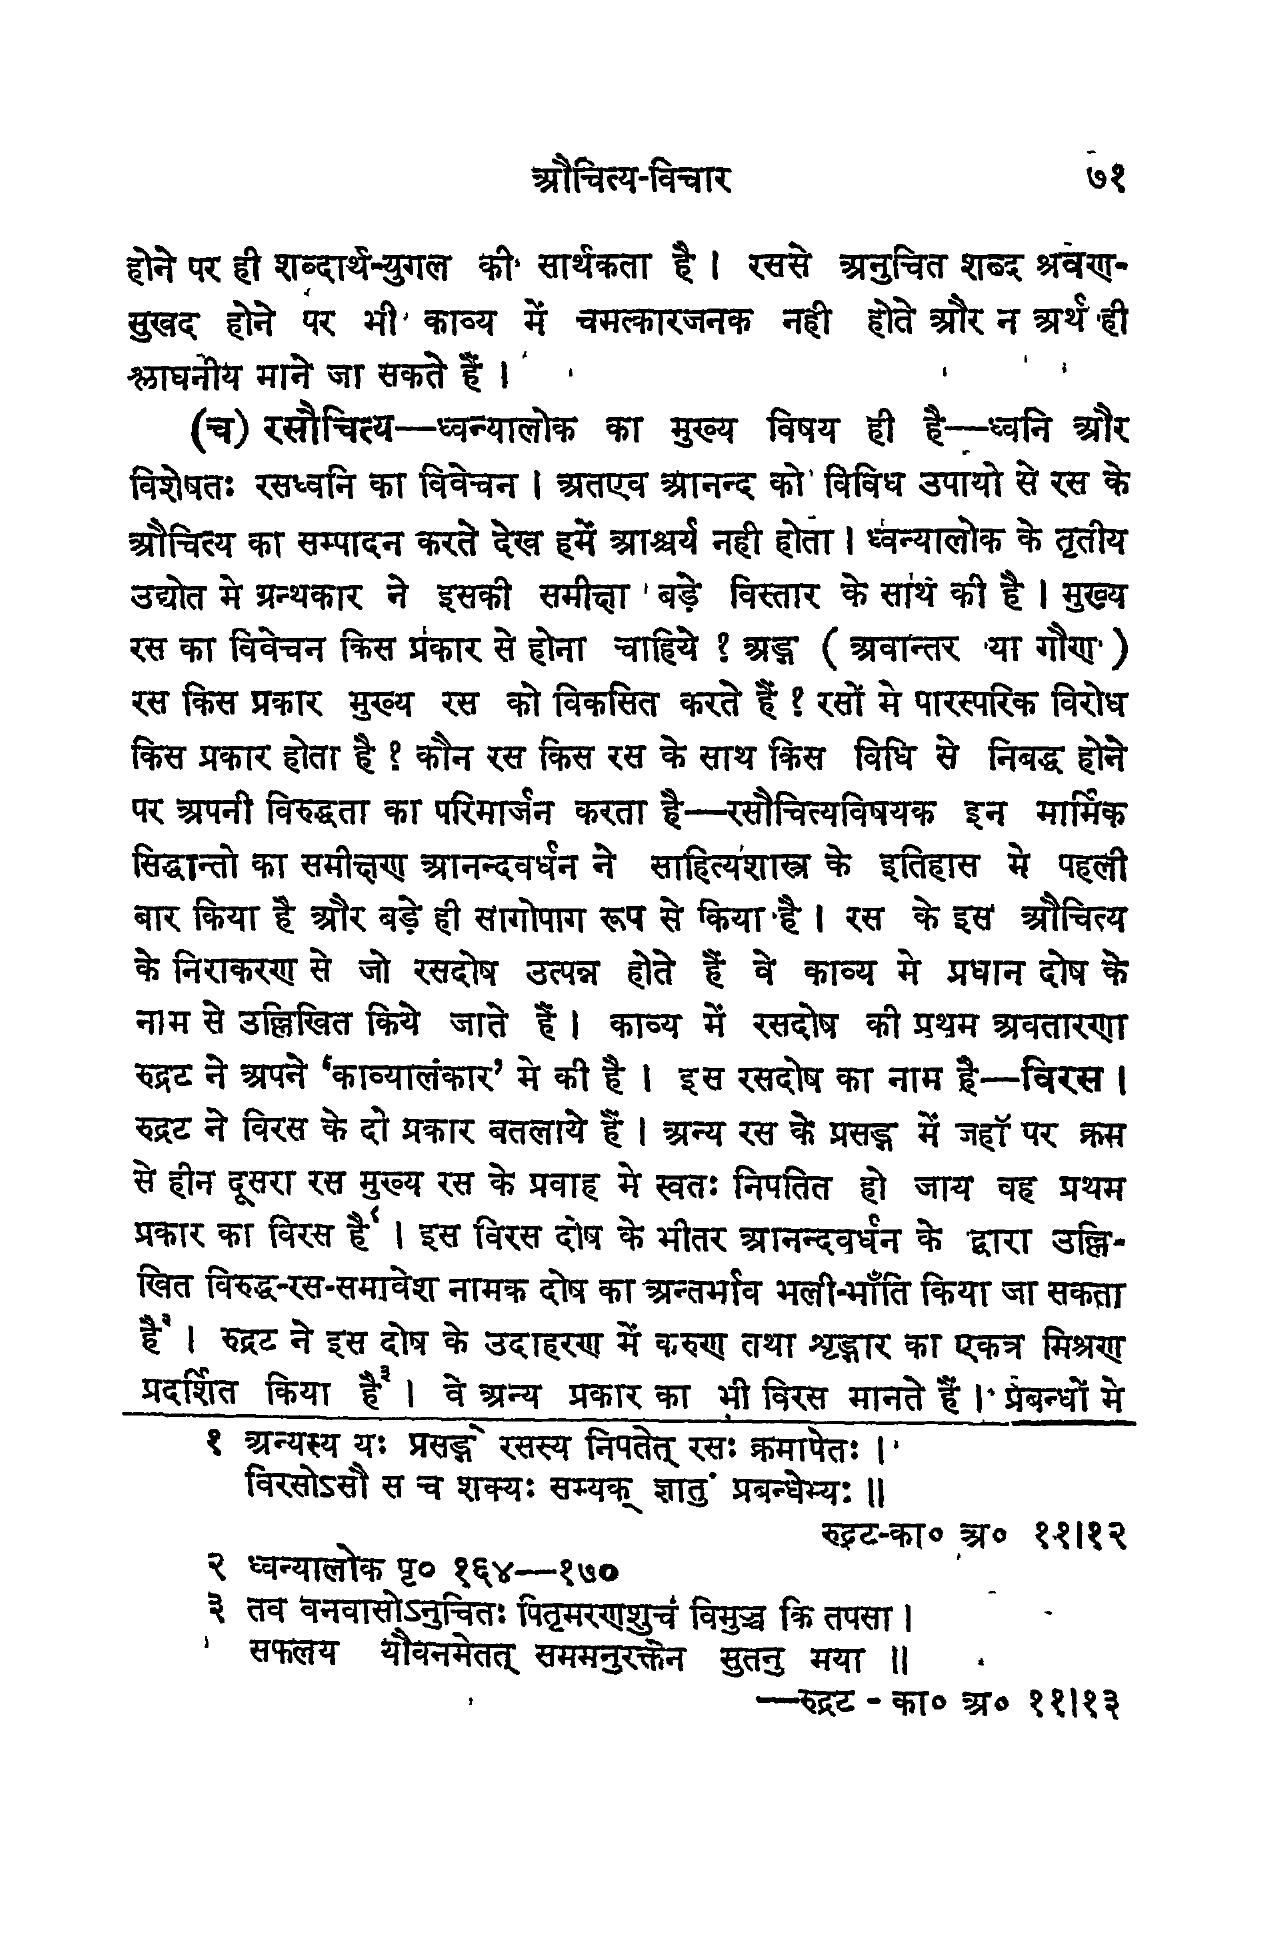 औचित्य-विचार ७१
होने पर ही शब्दार्थ-युगल की सार्थकता है । रससे अनुचित शब्द श्रवण-
सुखद होने पर भी काव्य में चमत्कारजनक नही होते और न अर्थ ही
श्लाघनीय माने जा सकते हैं ।
(च) रसौचित्य—ध्वन्यालोक का मुख्य विषय ही है—ध्वनि और
विशेषतः रसध्वनि का विवेचन । अतएव आनन्द को विविध उपायो से रस के
औचित्य का सम्पादन करते देख हमें आश्चर्य नही होता । ध्वन्यालोक के तृतीय
उद्योत मे ग्रन्थकार ने इसकी समीक्षा बड़े विस्तार के साथ की है । मुख्य
रस का विवेचन किस प्रकार से होना चाहिये ? अङ्ग ( अवान्तर या गौण )
रस किस प्रकार मुख्य रस को विकसित करते हैं ? रसों मे पारस्परिक विरोध
किस प्रकार होता है ? कौन रस किस रस के साथ किस विधि से निबद्ध होने
पर अपनी विरुद्धता का परिमार्जन करता है—रसौचित्यविषयक इन मार्मिक
सिद्धान्तो का समीक्षण आनन्दवर्धन ने साहित्यशास्त्र के इतिहास मे पहली
बार किया है और बड़े ही सागोपाग रूप से किया है । रस के इस औचित्य
के निराकरण से जो रसदोष उत्पन्न होते हैं वे काव्य मे प्रधान दोष के
नाम से उल्लिखित किये जाते हैं । काव्य में रसदोष की प्रथम अवतारणा
रुद्रट ने अपने ‘काव्यालंकार’ मे की है । इस रसदोष का नाम है—विरस ।
रुद्रट ने विरस के दो प्रकार बतलाये हैं । अन्य रस के प्रसङ्ग में जहाॅ पर क्रम
से हीन दूसरा रस मुख्य रस के प्रवाह मे स्वतः निपतित हो जाय वह प्रथम
प्रकार का विरस है१ । इस विरस दोष के भीतर आनन्दवर्धन के द्वारा उल्लि-
खित विरुद्ध-रस-समावेश नामक दोष का अन्तर्भाव भली-भाँति किया जा सकता
है२ । रुद्रट ने इस दोष के उदाहरण में करुण तथा शृङ्गार का एकत्र मिश्रण
प्रदर्शित किया है३ । वे अन्य प्रकार का भी विरस मानते हैं । प्रबन्धों मे
१ अन्यस्य यः प्रसङ्गे रसस्य निपतेत् रसः क्रमापेतः ।
विरसोऽसौ स च शक्यः सम्यक् ज्ञातुं प्रबन्धेभ्यः ॥
रुद्रट-का० अ० ११।१२
२ ध्वन्यालोक पृ० १६४—१७०
३ तव वनवासोऽनुचितः पितृमरणशुचं विमुञ्च किं तपसा ।
सफलय यौवनमेतत् सममनुरक्तेन सुतनु मया ॥
—रुद्रट - का० अ० ११।१३